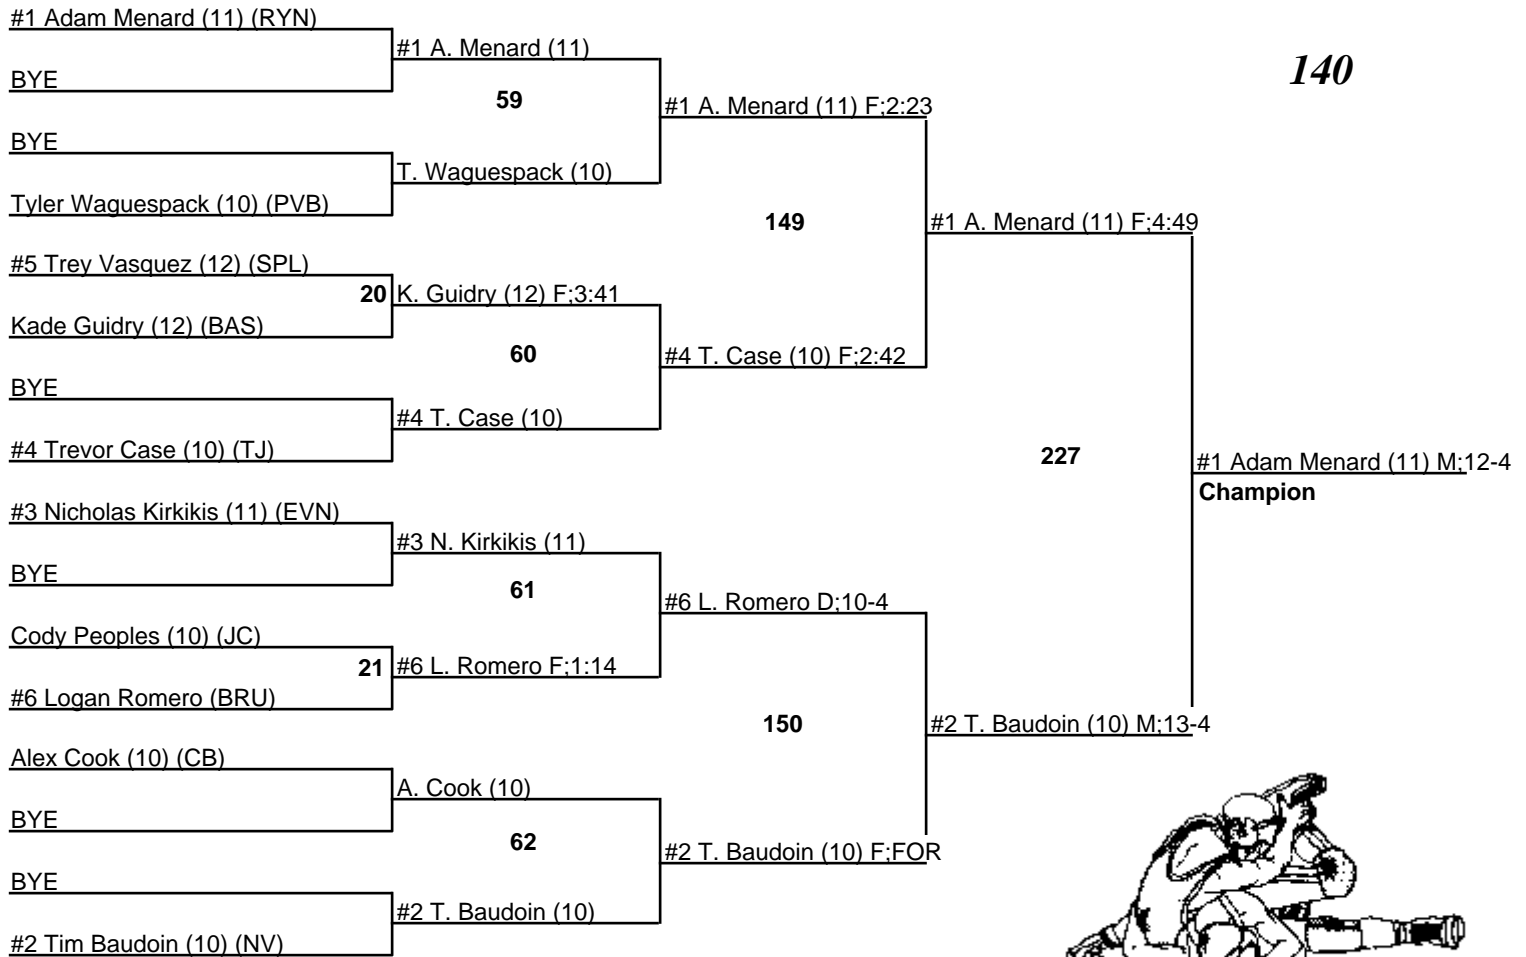 #1 Adam Menard (11) (RYN)
#1 A. Menard (11)
140
BYE
59
#1 A. Menard (11) F;2:23
BYE
T. Waguespack (10)
Tyler Waguespack (10) (PVB)
149
#1 A. Menard (11) F;4:49
#5 Trey Vasquez (12) (SPL)
20
K. Guidry (12) F;3:41
Kade Guidry (12) (BAS)
60
#4 T. Case (10) F;2:42
BYE
#4 T. Case (10)
#4 Trevor Case (10) (TJ)
227
#1 Adam Menard (11) M;12-4
Champion
#3 Nicholas Kirkikis (11) (EVN)
#3 N. Kirkikis (11)
BYE
61
#6 L. Romero D;10-4
Cody Peoples (10) (JC)
21
#6 L. Romero F;1:14
#6 Logan Romero (BRU)
150
#2 T. Baudoin (10) M;13-4
Alex Cook (10) (CB)
A. Cook (10)
BYE
62
#2 T. Baudoin (10) F;FOR
BYE
#2 T. Baudoin (10)
#2 Tim Baudoin (10) (NV)